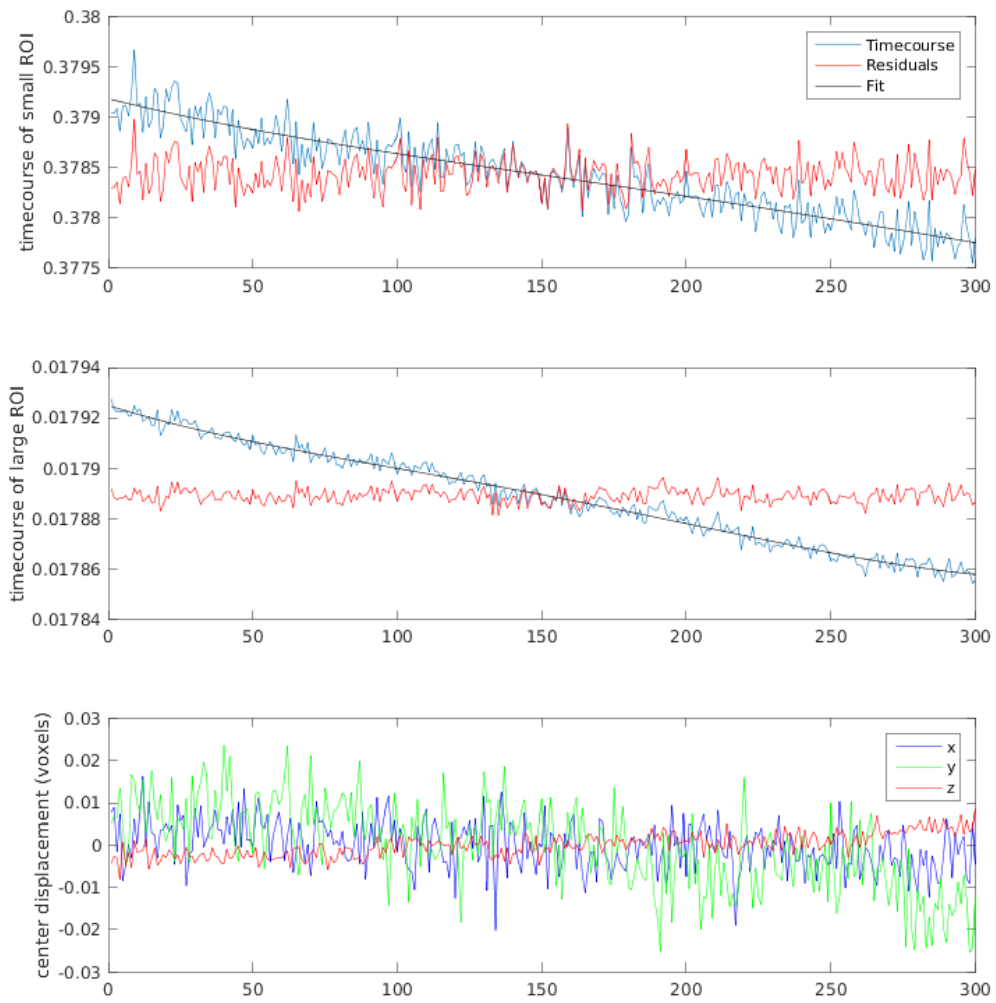 timecourse of small ROI
0.38
0.3795
0.379
0.3785
0.378
0.3775
Timecourse
Residuals
Fit
0 50 100 150 200 250 300
timecourse of large ROI
0.01794
0.01792
0.0179
0.01788
0.01786
0.01784
0 50 100 150 200 250 300
center displacement (voxels)
0.03
0.02
0.01
0
-0.01
-0.02
-0.03
x
y
z
0 50 100 150 200 250 300